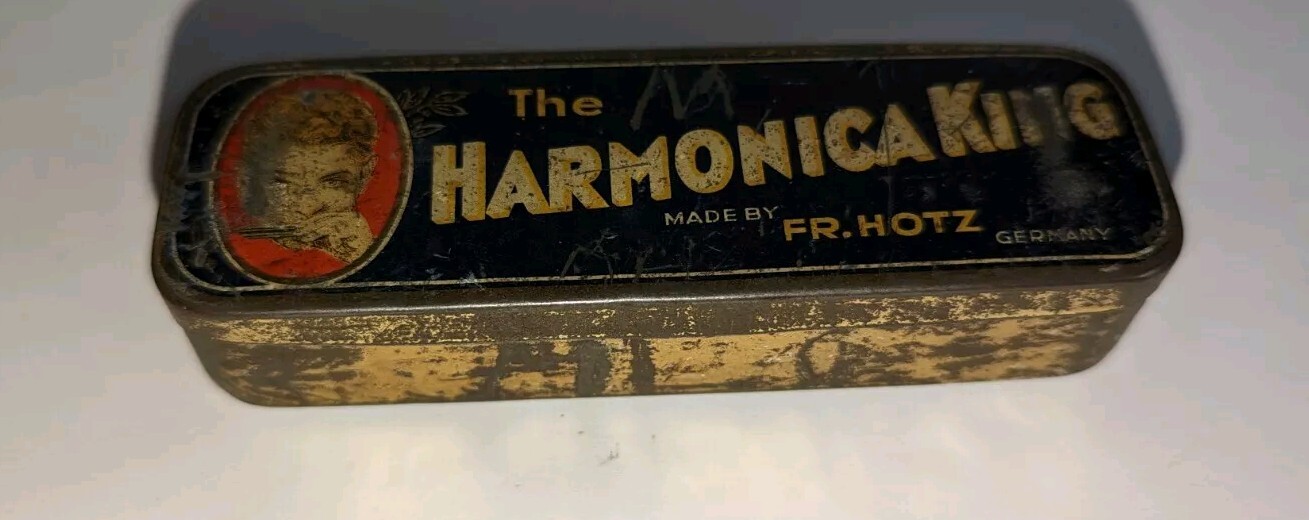 The
HARMONICA KING
MADE BY FR. HOTZ GERMANY